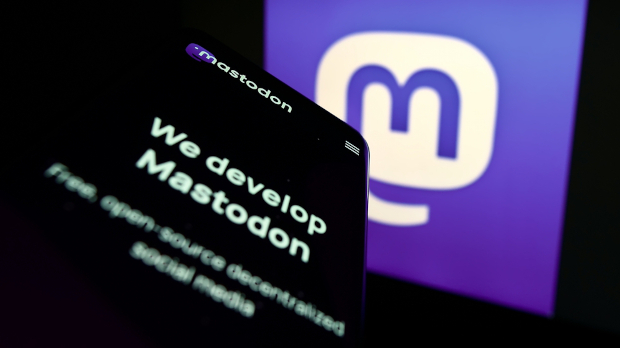 mastodon
We develop
Mastodon
Free, open-source decentralized
social media
m